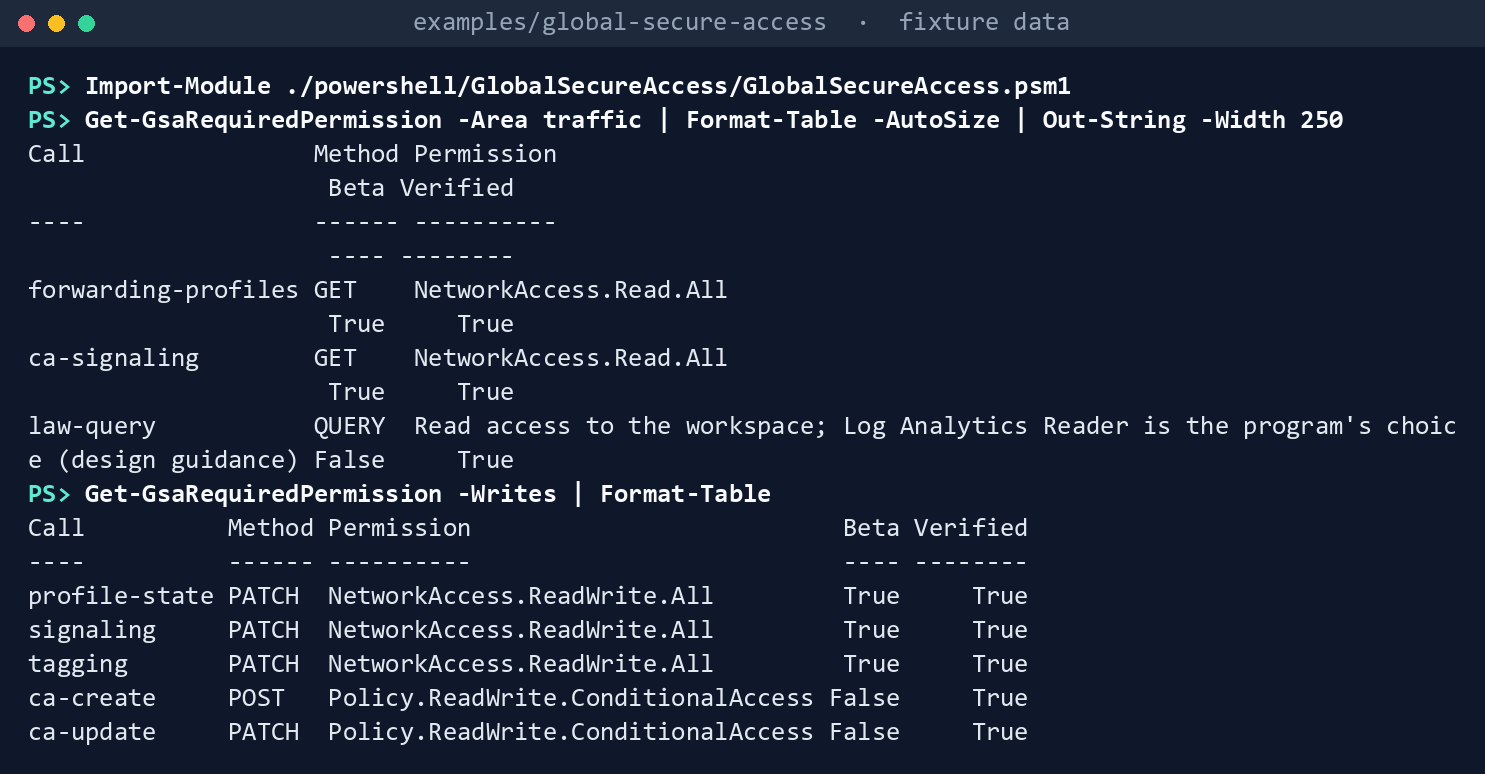 examples/global-secure-access · fixture data
PS> Import-Module ./powershell/GlobalSecureAccess/GlobalSecureAccess.psm1
PS> Get-GsaRequiredPermission -Area traffic | Format-Table -AutoSize | Out-String -Width 250
Call                Method Permission
                     Beta Verified
----                ------ ----------
                     ---- --------
forwarding-profiles GET    NetworkAccess.Read.All
                     True     True
ca-signaling        GET    NetworkAccess.Read.All
                     True     True
law-query           QUERY  Read access to the workspace; Log Analytics Reader is the program's choic
e (design guidance) False     True
PS> Get-GsaRequiredPermission -Writes | Format-Table
Call          Method Permission                          Beta Verified
----          ------ ----------                          ---- --------
profile-state PATCH  NetworkAccess.ReadWrite.All         True     True
signaling     PATCH  NetworkAccess.ReadWrite.All         True     True
tagging       PATCH  NetworkAccess.ReadWrite.All         True     True
ca-create     POST   Policy.ReadWrite.ConditionalAccess False     True
ca-update     PATCH  Policy.ReadWrite.ConditionalAccess False     True